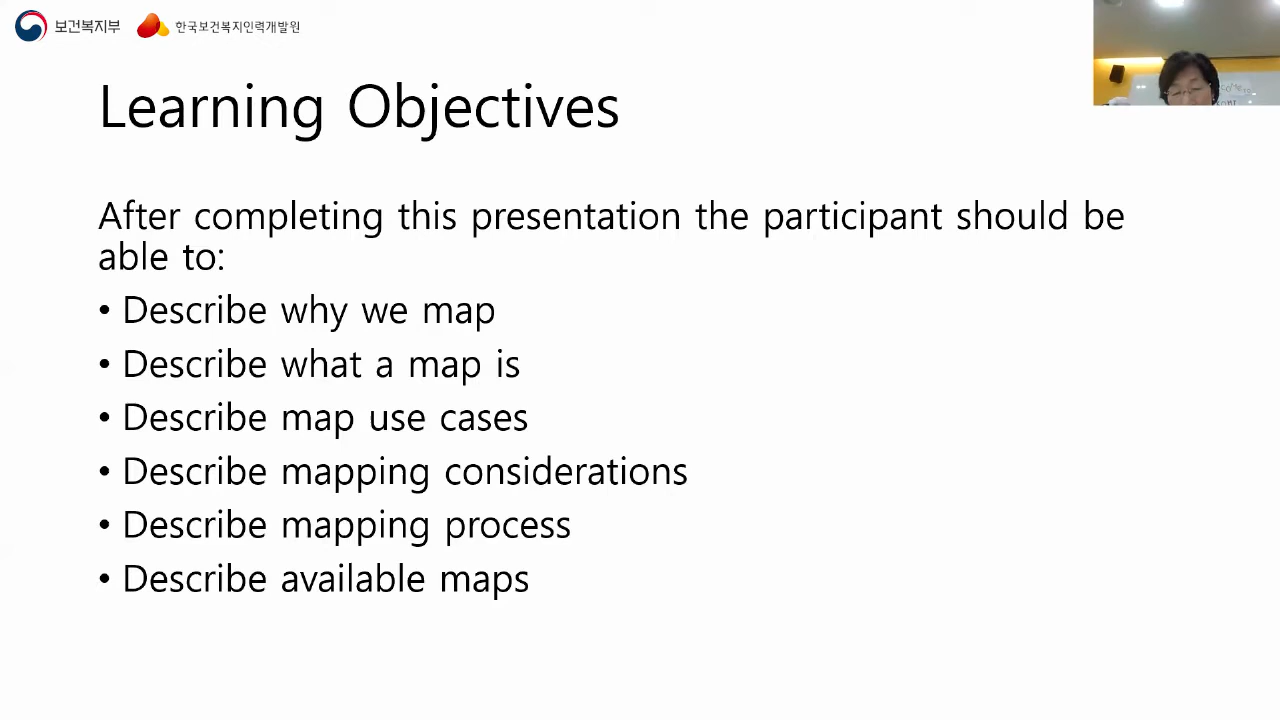 보건복지부 한국보건복지인력개발원
Learning Objectives
After completing this presentation the participant should be
able to:
• Describe why we map
• Describe what a map is
• Describe map use cases
• Describe mapping considerations
• Describe mapping process
• Describe available maps